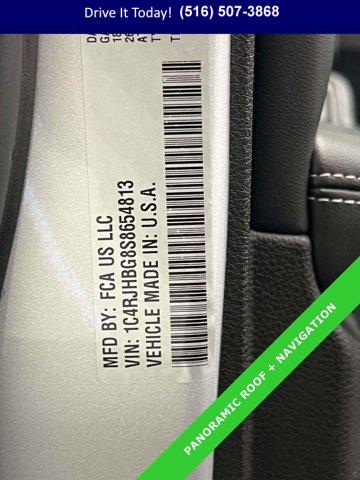 Drive It Today! (516) 507-3868
MFD BY: FCA US LLC
VIN: 1C4RJHBG8S8654813
VEHICLE MADE IN: U.S.A.
PANORAMIC ROOF + NAVIGATION